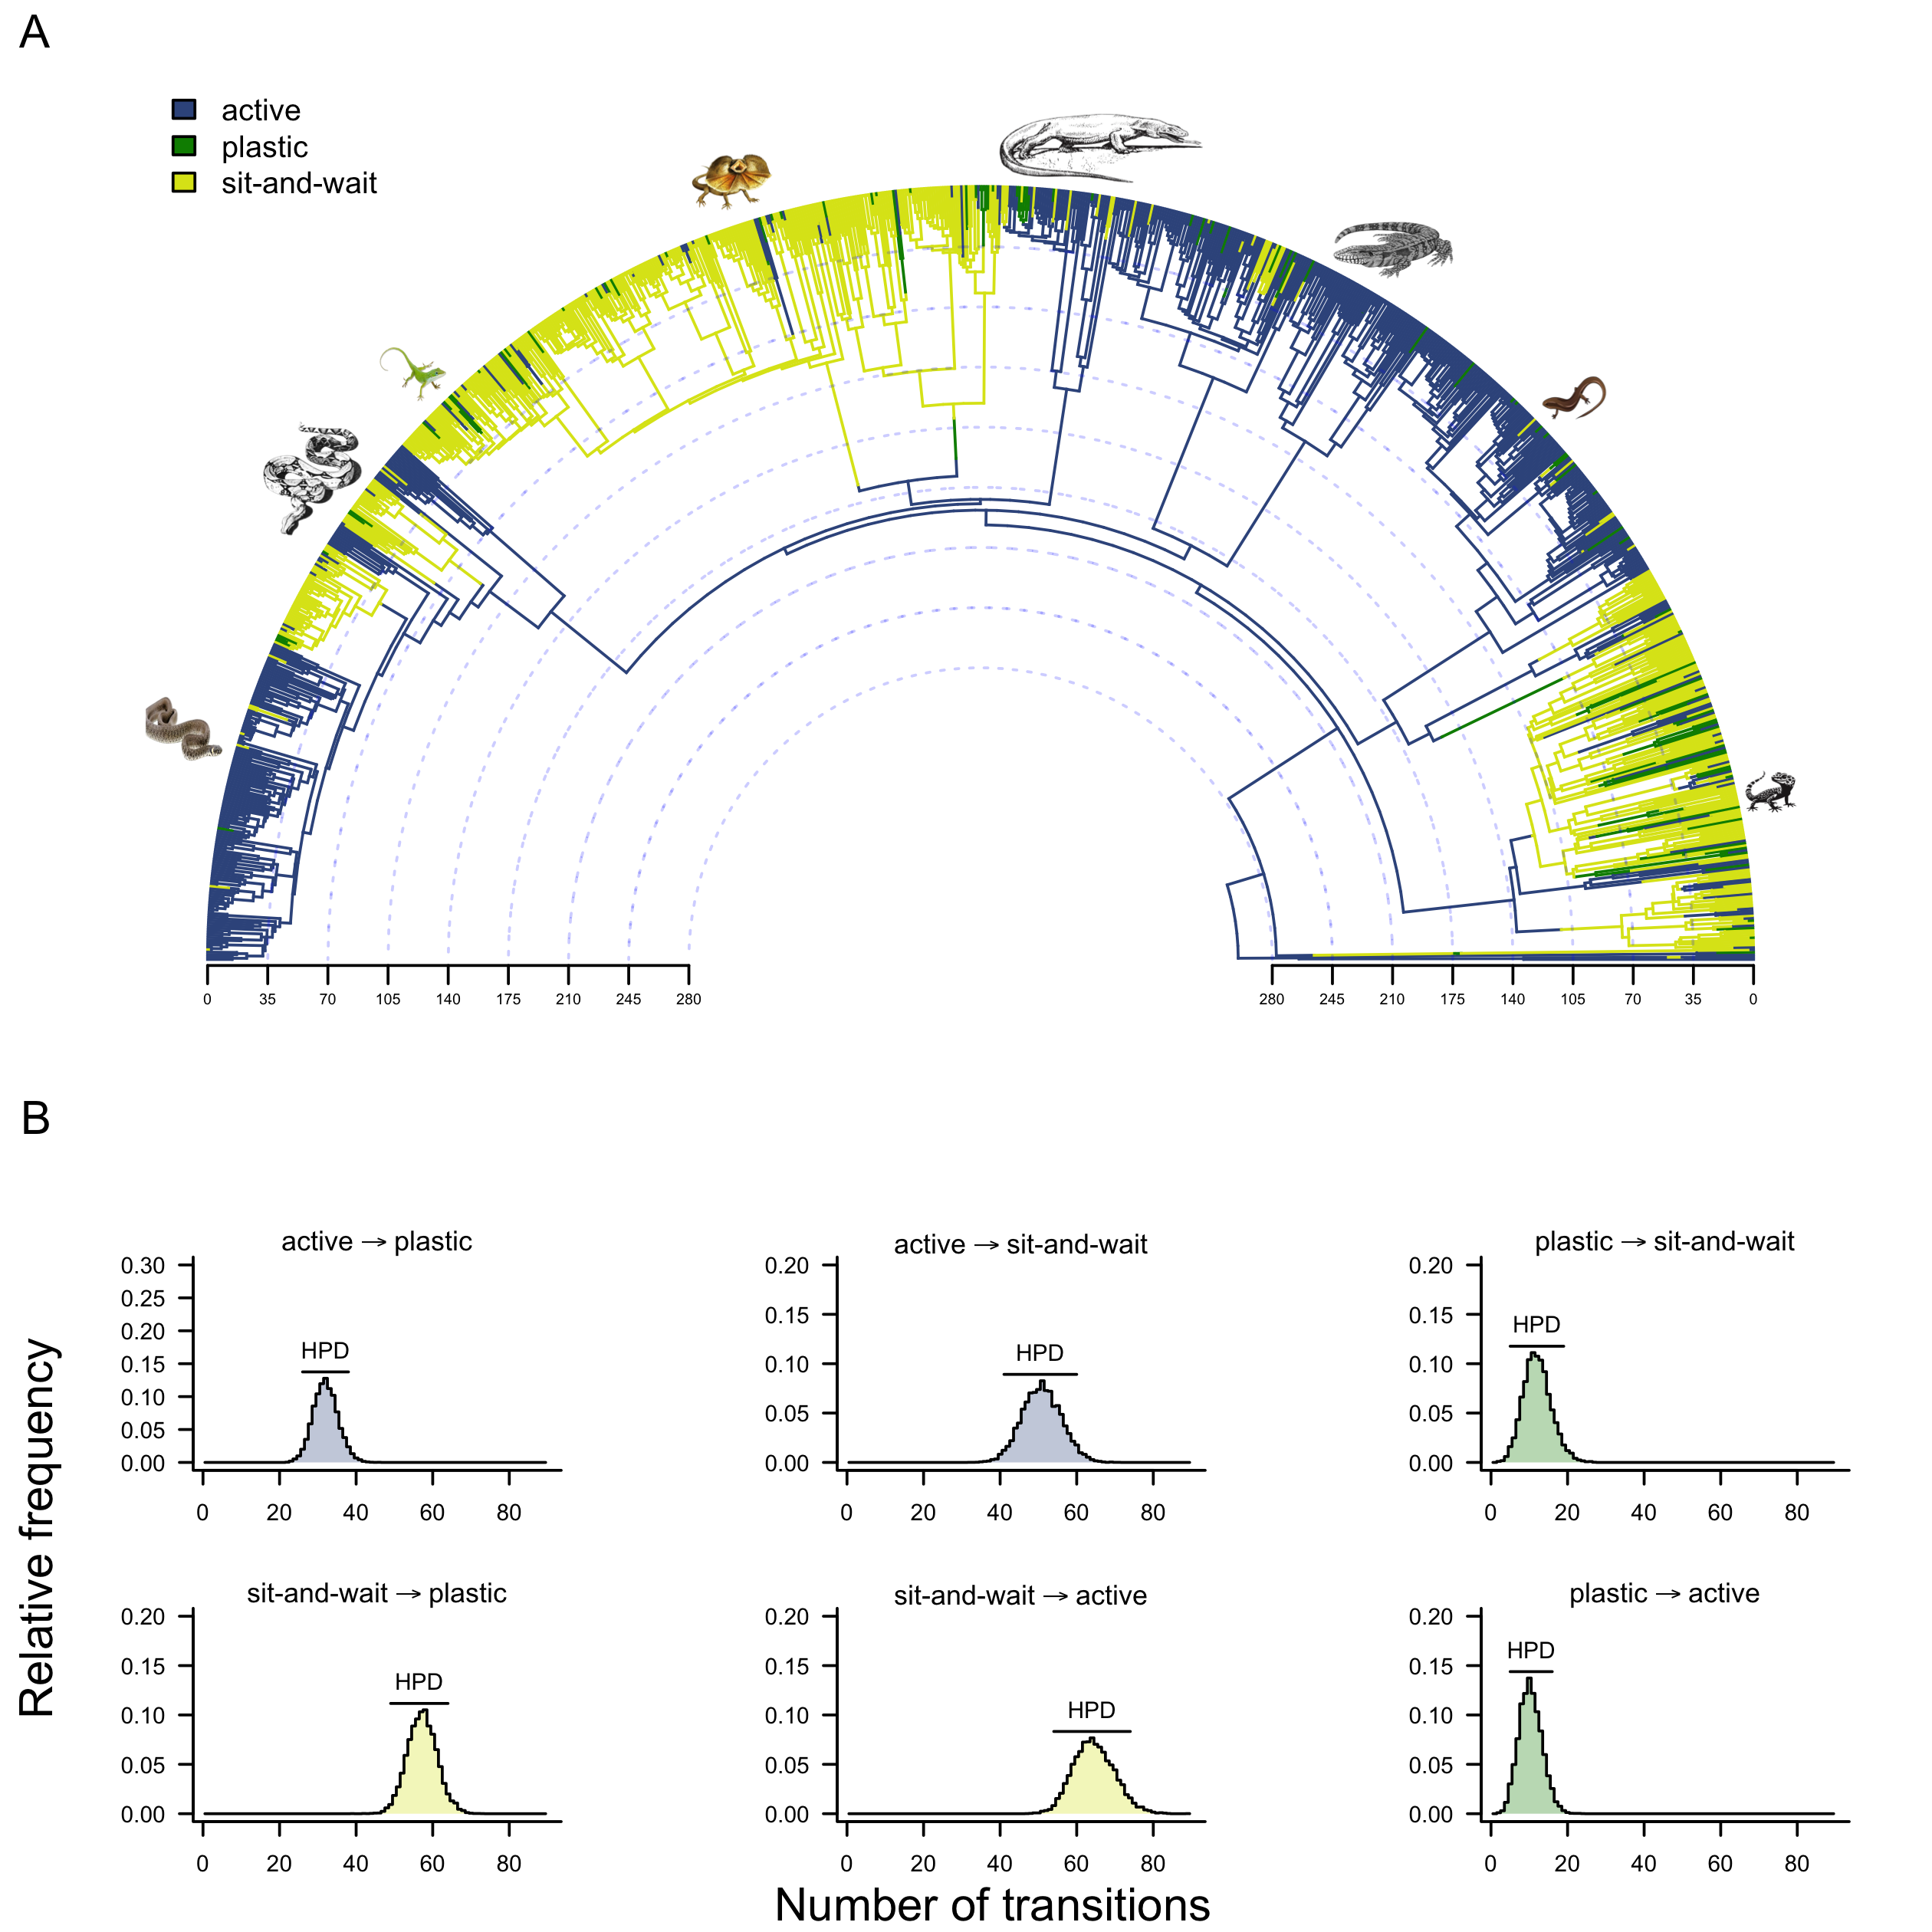 A
active
plastic
sit-and-wait
0 35 70 105 140 175 210 245 280
280 245 210 175 140 105 70 35 0
B
Relative frequency
active → plastic
0.30
0.25
0.20
0.15
0.10
0.05
0.00
HPD
0 20 40 60 80
active → sit-and-wait
0.20
0.15
0.10
0.05
0.00
HPD
0 20 40 60 80
plastic → sit-and-wait
0.20
0.15
0.10
0.05
0.00
HPD
0 20 40 60 80
sit-and-wait → plastic
0.20
0.15
0.10
0.05
0.00
HPD
0 20 40 60 80
sit-and-wait → active
0.20
0.15
0.10
0.05
0.00
HPD
0 20 40 60 80
plastic → active
0.20
0.15
0.10
0.05
0.00
HPD
0 20 40 60 80
Number of transitions